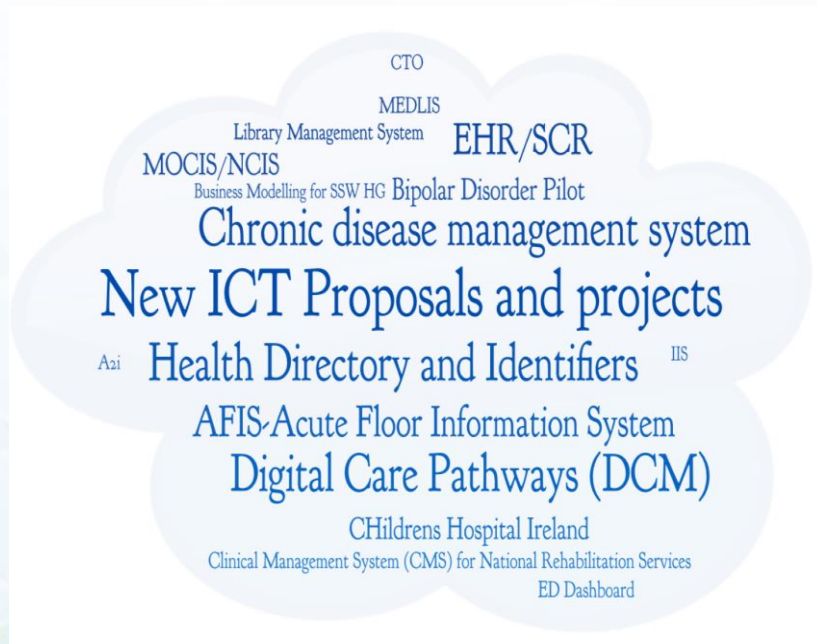 CTO
MEDLIS
Library Management System EHR/SCR
MOCIS/NCIS
Business Modelling for SSW HG Bipolar Disorder Pilot
Chronic disease management system
New ICT Proposals and projects
A2i Health Directory and Identifiers IIS
AFIS-Acute Floor Information System
Digital Care Pathways (DCM)
CHildrens Hospital Ireland
Clinical Management System (CMS) for National Rehabilitation Services
ED Dashboard